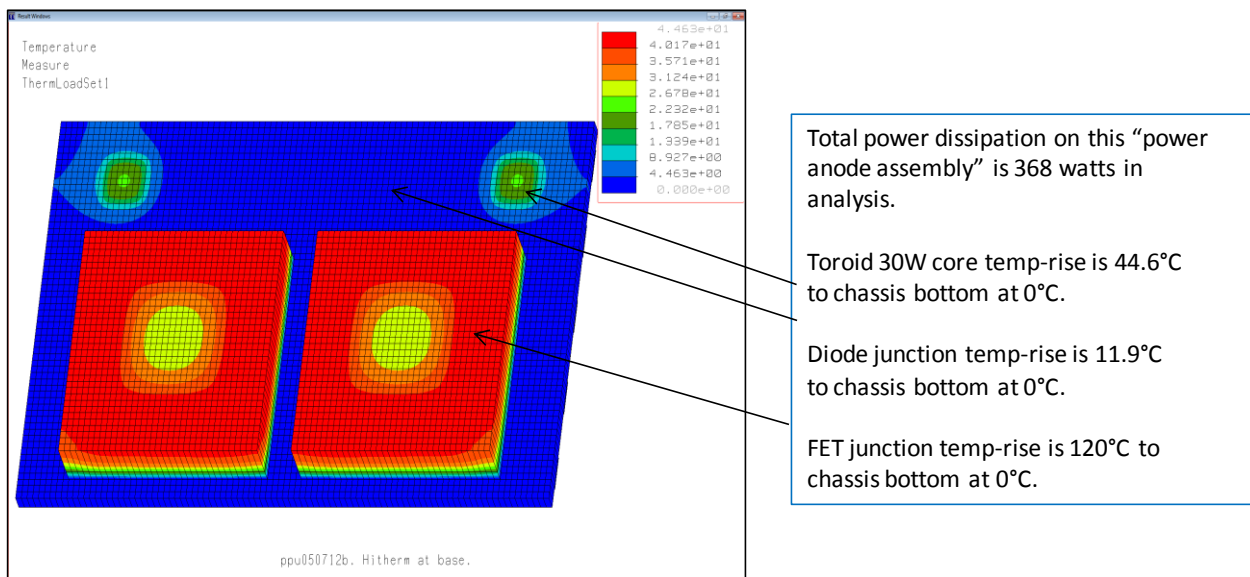 Result Windows
Temperature
Measure
ThermLoadSet1
4.463e+01
4.017e+01
3.571e+01
3.124e+01
2.678e+01
2.232e+01
1.785e+01
1.339e+01
8.927e+00
4.463e+00
0.000e+00
ppu050712b. Hitherm at base.
Total power dissipation on this “power
anode assembly” is 368 watts in
analysis.
Toroid 30W core temp-rise is 44.6°C
to chassis bottom at 0°C.
Diode junction temp-rise is 11.9°C
to chassis bottom at 0°C.
FET junction temp-rise is 120°C to
chassis bottom at 0°C.